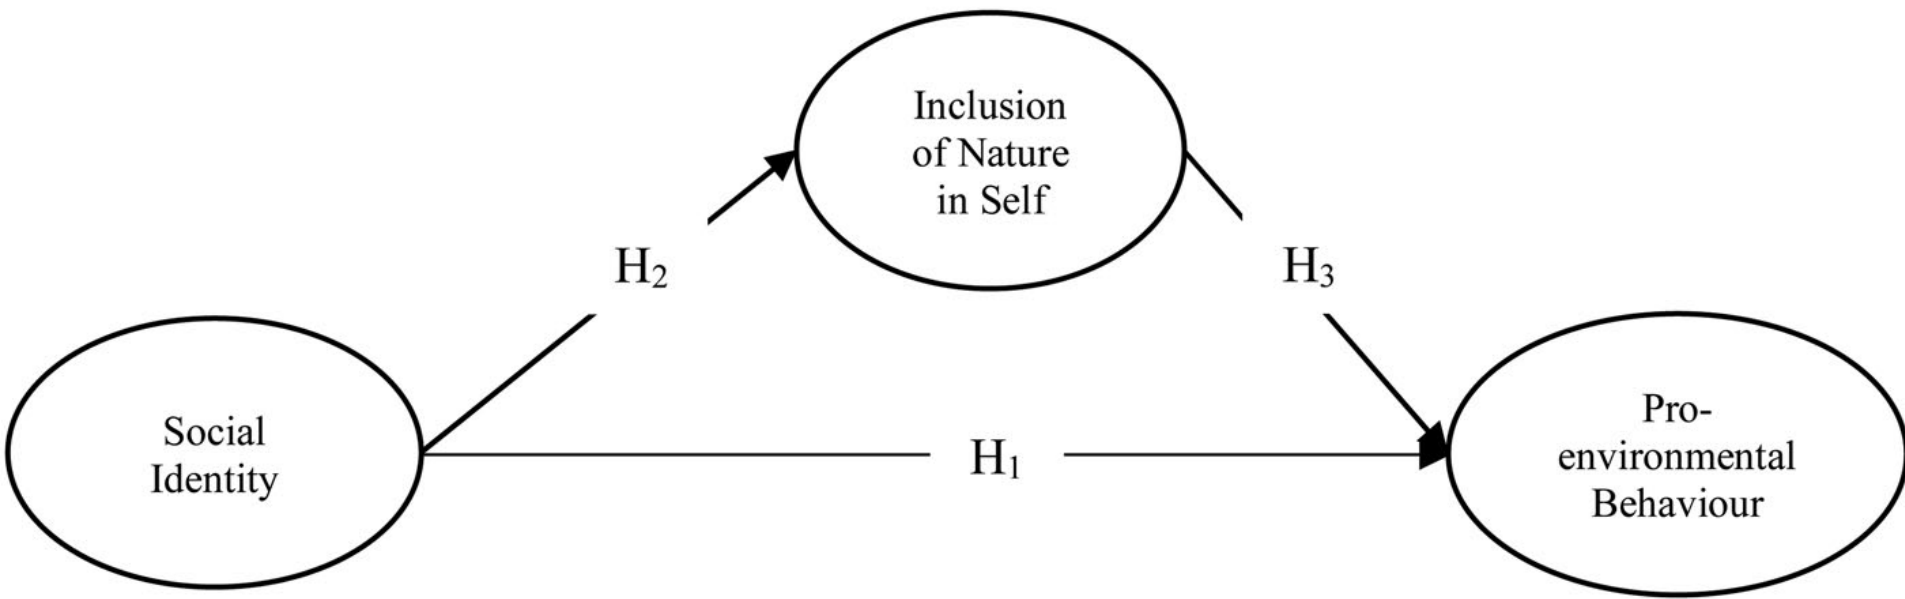 Inclusion
of Nature
in Self
H₂
H₃
Social
Identity
H₁
Pro-
environmental
Behaviour